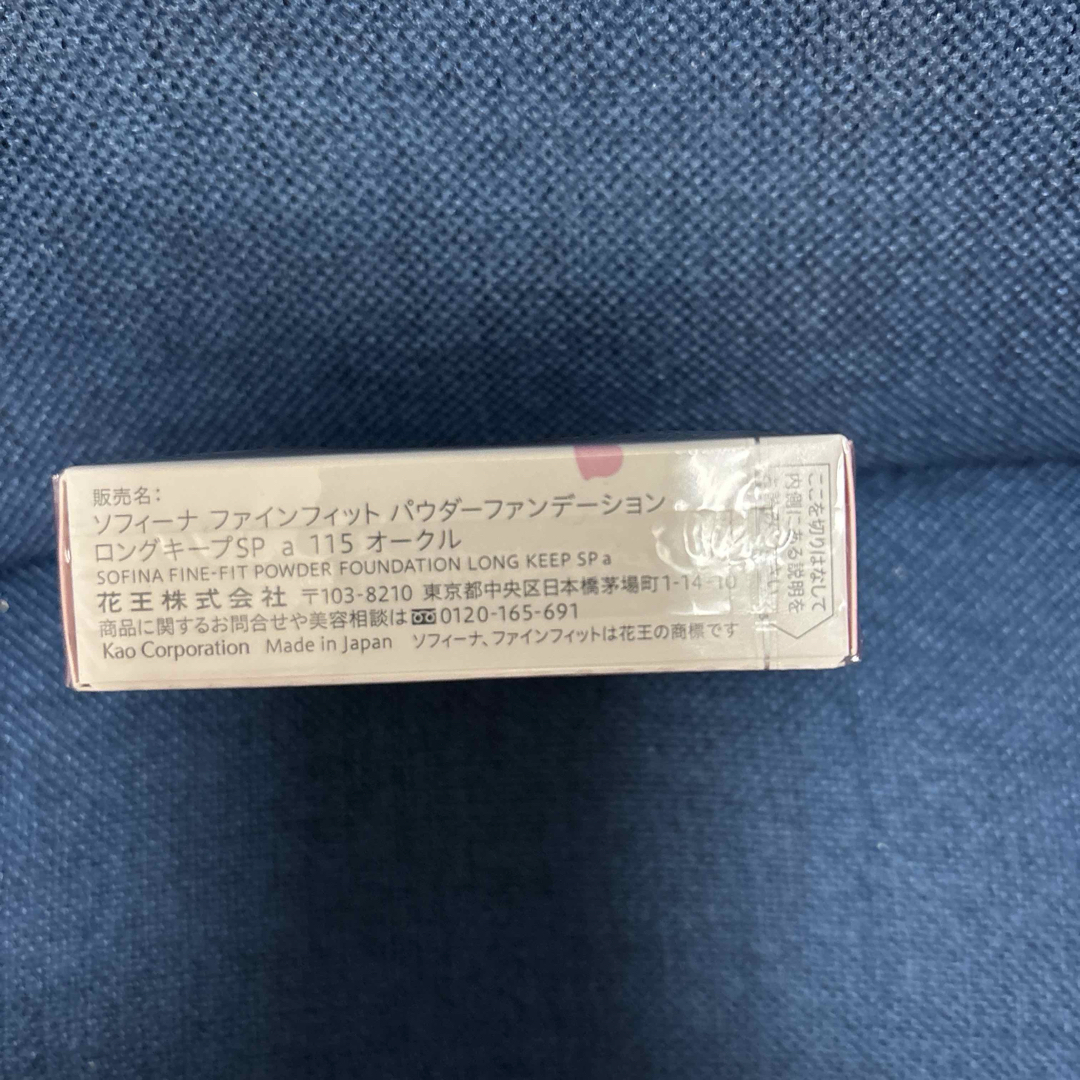 販売名：
ソフィーナ ファインフィット パウダーファンデーション
ロングキープSP a 115 オークル
SOFINA FINE-FIT POWDER FOUNDATION LONG KEEP SP a
花王株式会社 〒103-8210 東京都中央区日本橋茅場町1-14-10
商品に関するお問合せや美容相談は 0120-165-691
Kao Corporation Made in Japan ソフィーナ、ファインフィットは花王の商標です
ここを切りはなして
内側にある説明を